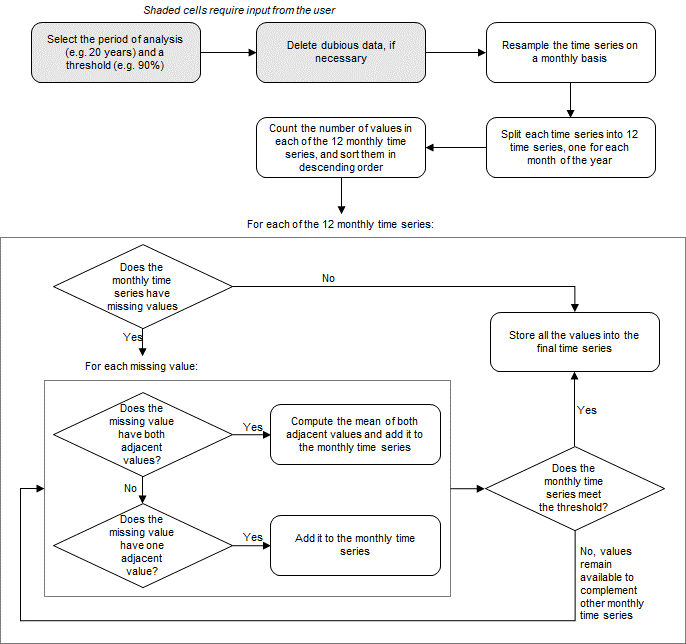 Shaded cells require input from the user
Select the period of analysis
(e.g. 20 years) and a
threshold (e.g. 90%)
Delete dubious data, if
necessary
Resample the time series on
a monthly basis
Count the number of values in
each of the 12 monthly time
series, and sort them in
descending order
Split each time series into 12
time series, one for each
month of the year
For each of the 12 monthly time series:
Does the
monthly time
series have
missing values
No
Yes
Store all the values into the
final time series
For each missing value:
Does the
missing value
have both
adjacent
values?
Yes
Compute the mean of both
adjacent values and add it to
the monthly time series
Yes
No
Does the
monthly time
series meet
the threshold?
Does the
missing value
have one
adjacent
value?
Yes
Add it to the monthly time
series
No, values
remain
available to
complement
other monthly
time series